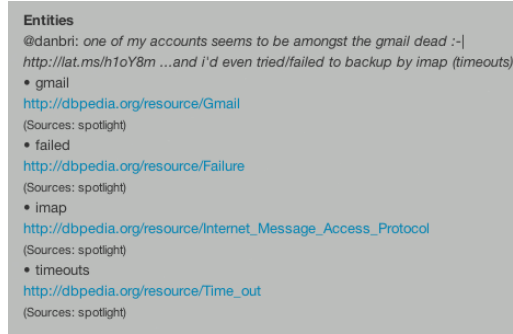 Entities
@danbri: one of my accounts seems to be amongst the gmail dead :-|
http://lat.ms/h1oY8m ...and i'd even tried/failed to backup by imap (timeouts)
• gmail
http://dbpedia.org/resource/Gmail
(Sources: spotlight)
• failed
http://dbpedia.org/resource/Failure
(Sources: spotlight)
• imap
http://dbpedia.org/resource/Internet_Message_Access_Protocol
(Sources: spotlight)
• timeouts
http://dbpedia.org/resource/Time_out
(Sources: spotlight)